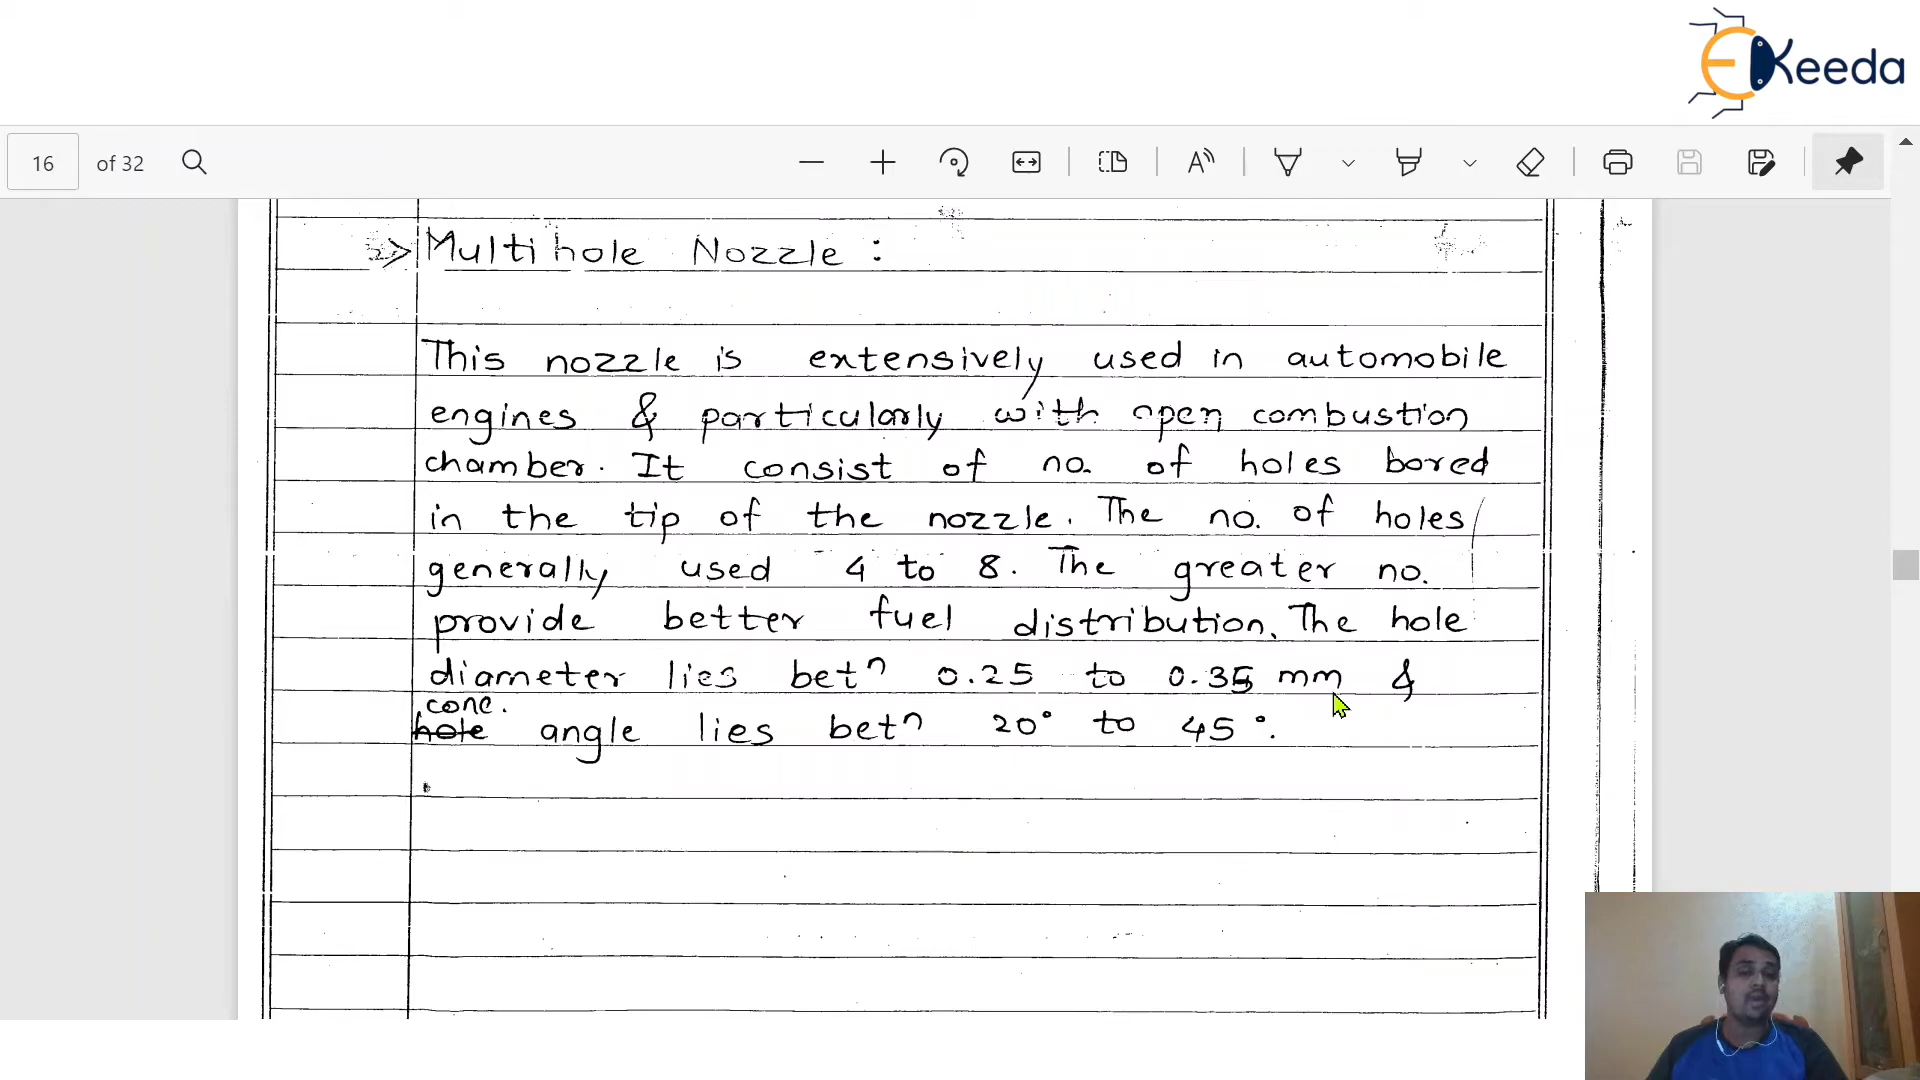 EKeeda
16 of 32
2> Multihole Nozzle :
This nozzle is extensively used in automobile
engines & particularly with open combustion
chamber. It consist of no. of holes bored
in the tip of the nozzle. The no. of holes
generally used 4 to 8. The greater no.
provide better fuel distribution. The hole
diameter lies betn 0.25 to 0.35 mm &
cone.
hole angle lies betn 20° to 45°.